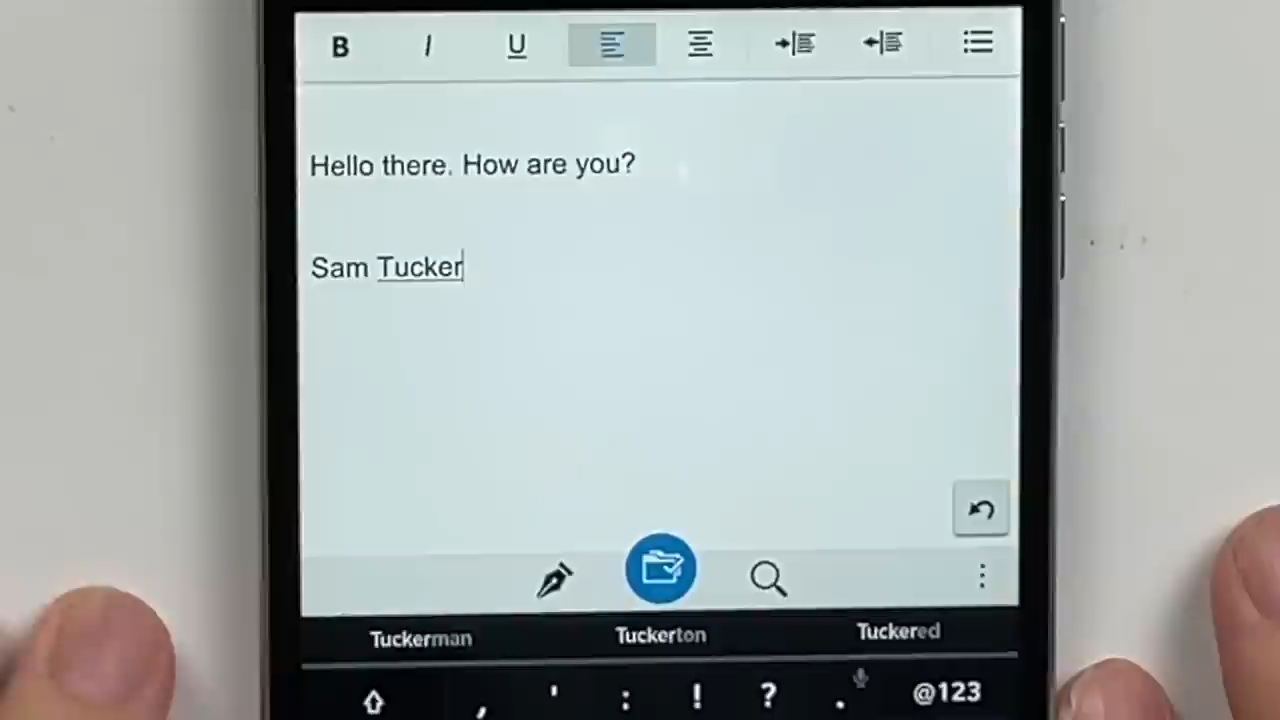 B I U
Hello there. How are you?
Sam Tucker
Tuckerman Tuckerton Tuckered
, ' : ! ? . @123